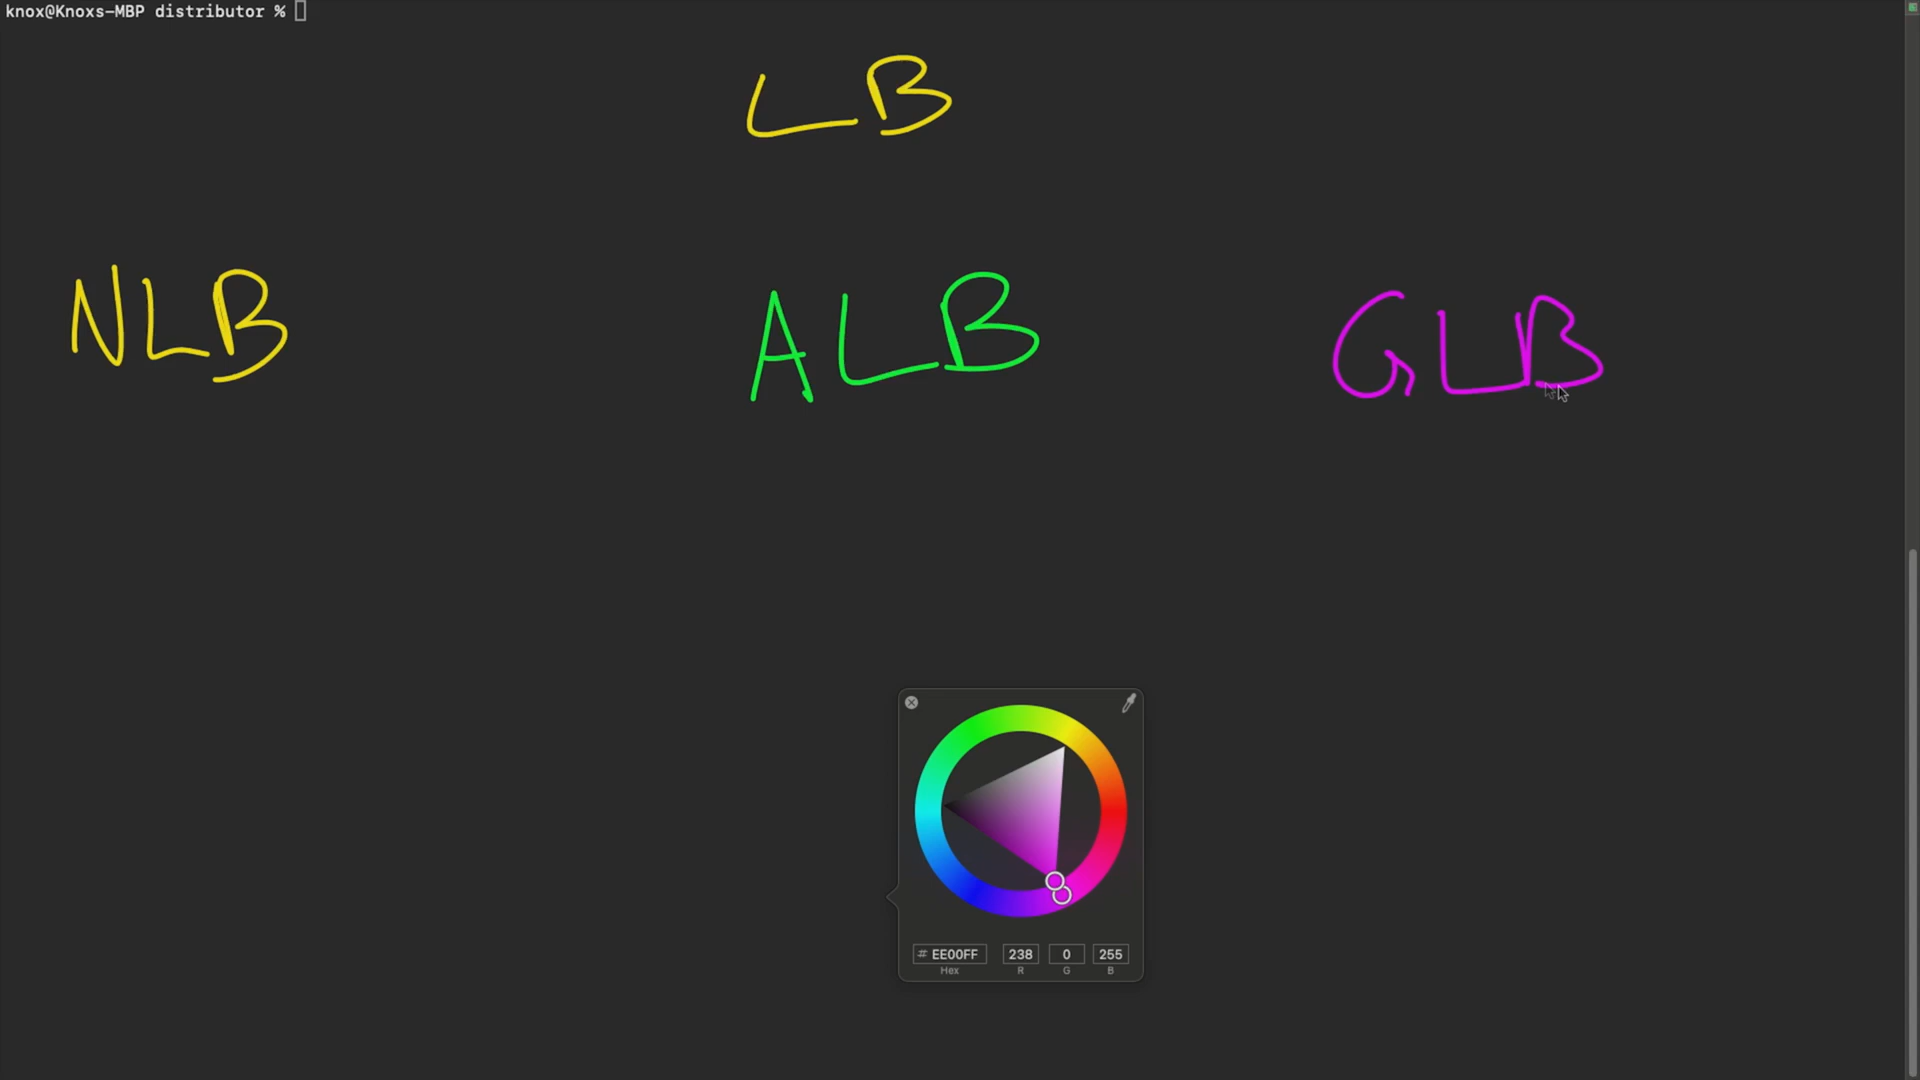 knox@Knoxs-MBP distributor %
LB
NLB ALB GLB
# EE00FF 238 0 255
Hex R G B